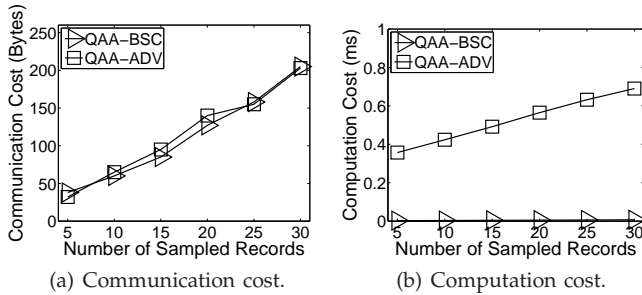 Communication Cost (Bytes)
200
150
100
50
0
QAA−BSC
QAA−ADV
5 10 15 20 25 30
Number of Sampled Records
(a) Communication cost.
Computation Cost (ms)
1
0.8
0.6
0.4
0.2
0
QAA−BSC
QAA−ADV
5 10 15 20 25 30
Number of Sampled Records
(b) Computation cost.